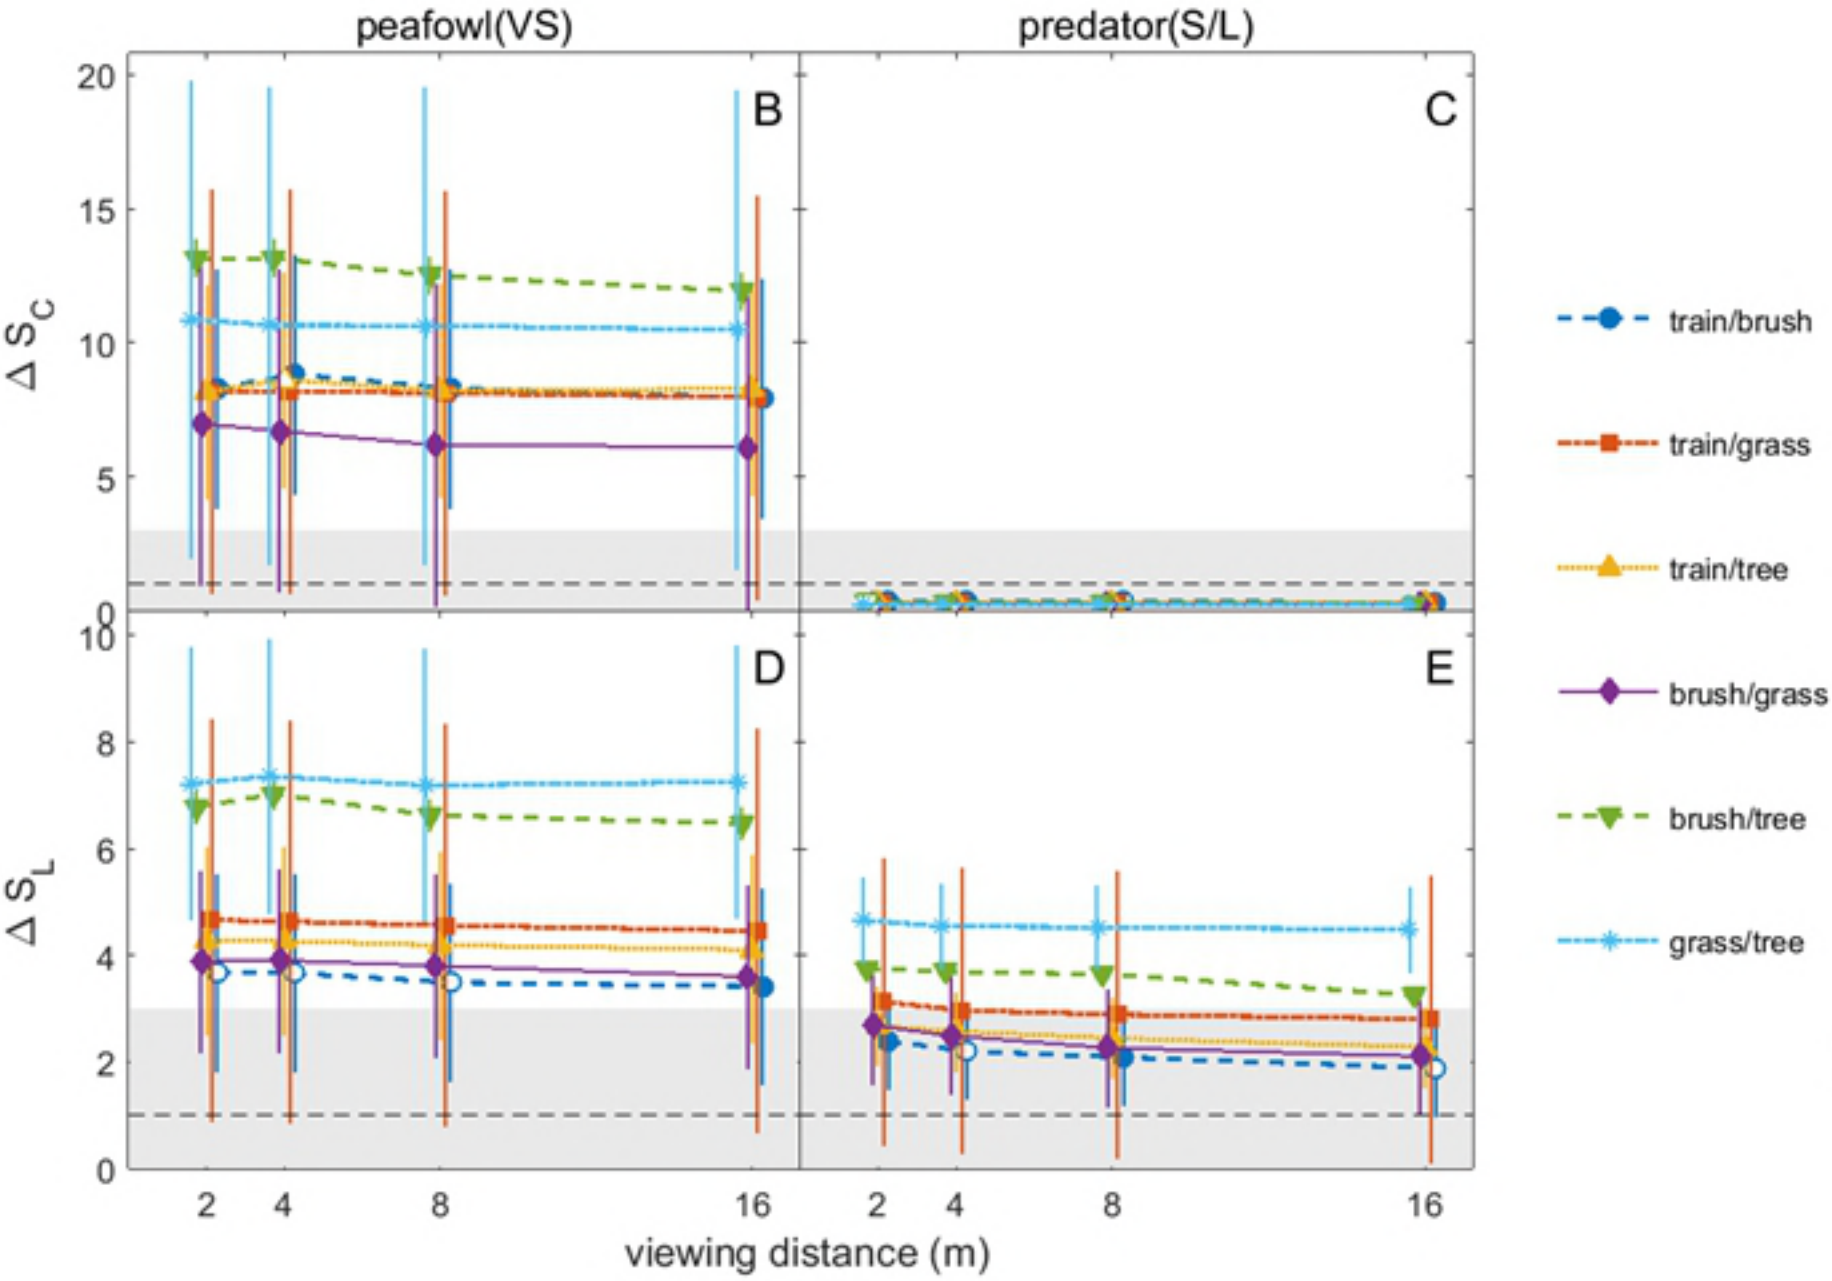 peafowl(VS) predator(S/L)
20
15
10
5
0
Δ S_C
B
C
10
8
6
4
2
0
Δ S_L
D
E
2 4 8 16 2 4 8 16
viewing distance (m)
train/brush
train/grass
train/tree
brush/grass
brush/tree
grass/tree